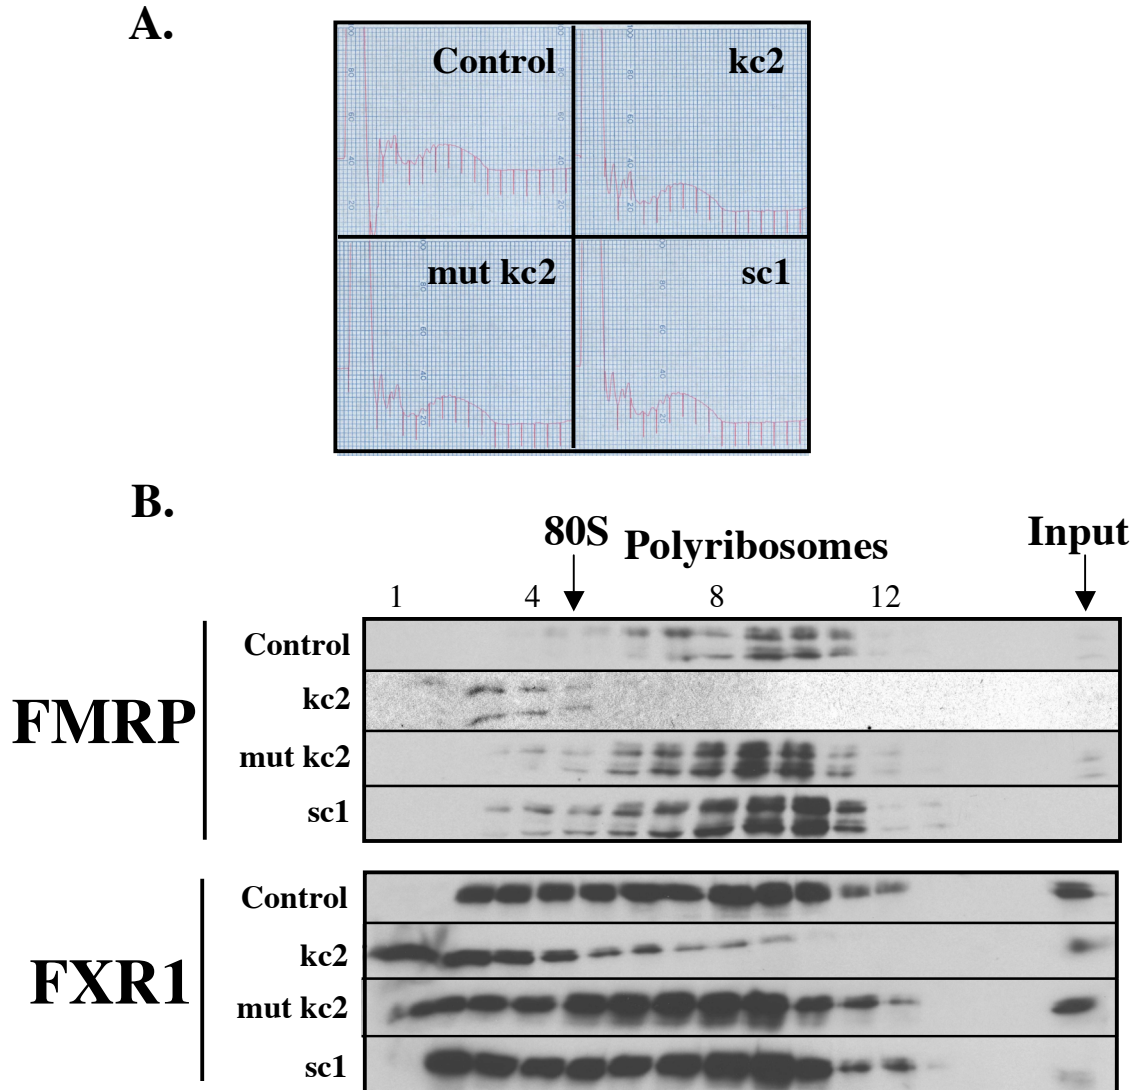 A.
Control
kc2
mut kc2
sc1
B.
80S
Polyribosomes
Input
1 4 8 12
FMRP
Control
kc2
mut kc2
sc1
FXR1
Control
kc2
mut kc2
sc1